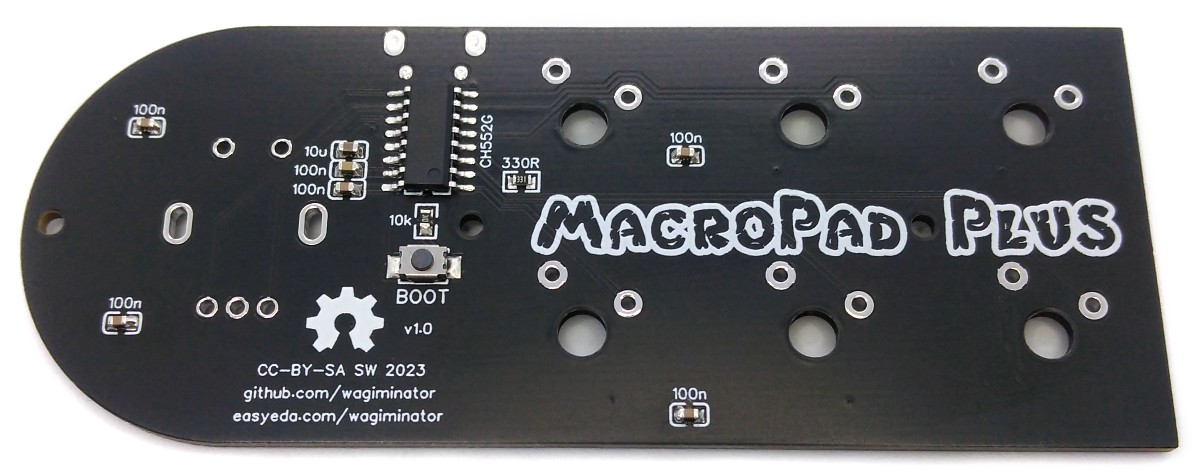 100n
10u
100n
100n
CH552G
330R
331
100n
10k
MACROPAD PLUS
BOOT
100n
v1.0
CC-BY-SA SW 2023
github.com/wagiminator
easyeda.com/wagiminator
100n